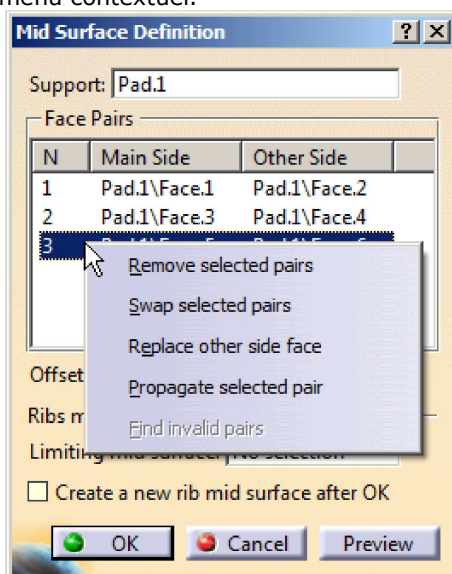 menu contextuel.
Mid Surface Definition
Support: Pad.1
Face Pairs
N Main Side Other Side
1 Pad.1\Face.1 Pad.1\Face.2
2 Pad.1\Face.3 Pad.1\Face.4
3
Remove selected pairs
Swap selected pairs
Replace other side face
Propagate selected pair
Find invalid pairs
Offset
Ribs m
Limiting mid surface: No selection
Create a new rib mid surface after OK
OK Cancel Preview